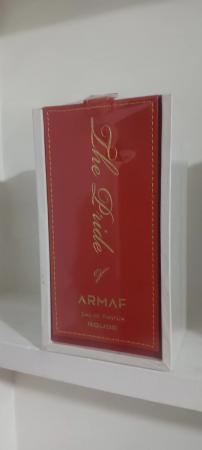 The Pride
of
ARMAF
EAU DE PARFUM
ROUGE